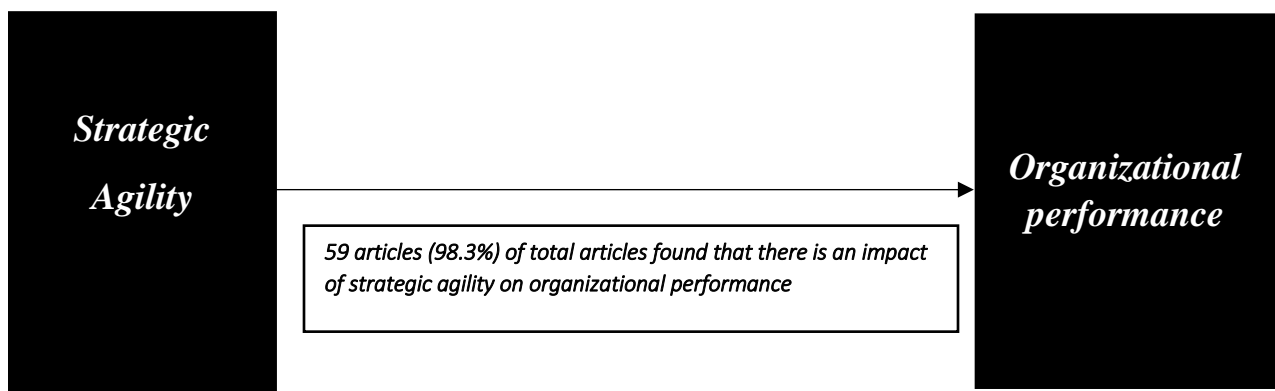 Strategic
Agility
Organizational
performance
59 articles (98.3%) of total articles found that there is an impact
of strategic agility on organizational performance